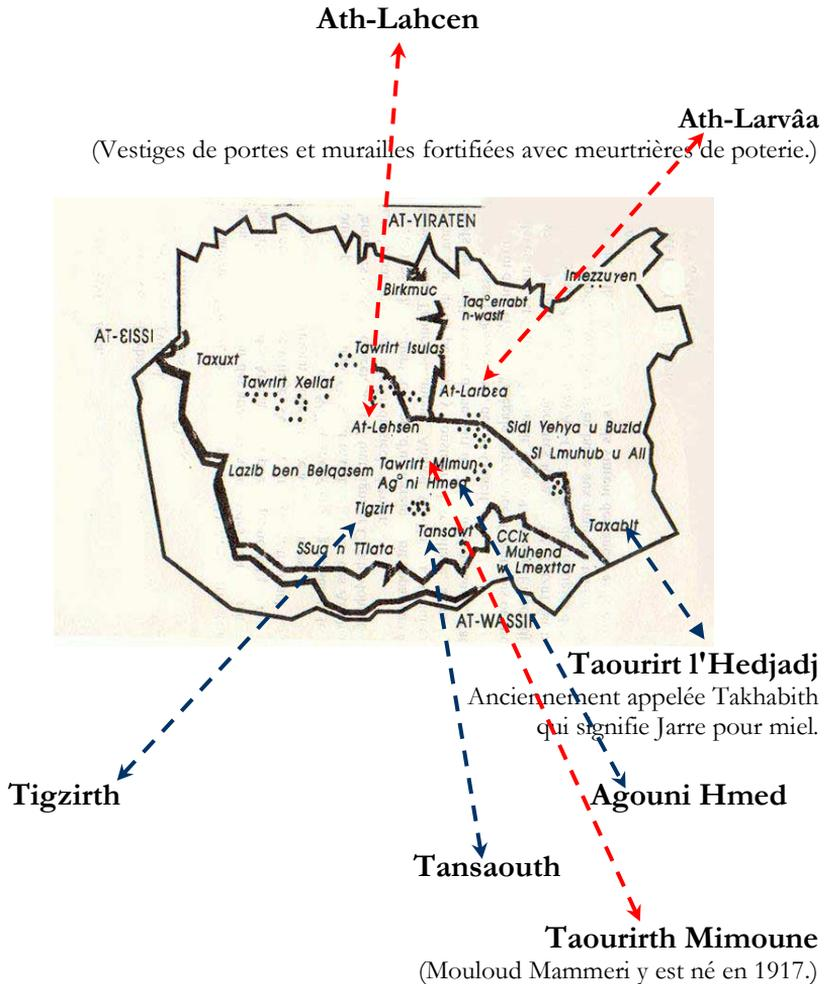 Ath-Lahcen
Ath-Larvâa
(Vestiges de portes et murailles fortifiées avec meurtrières de poterie.)
AT-YIRATEN
Imezzuɣen
Birkmuc
Taq°errabt
n-wasif
AT-ƐISSI
Tawrirt Isulas
Taxuxt
Tawrirt Xellaf
At-Larbɛa
At-Lehsen
Sidi Yehya u Buzid
Si Lmuhub u Ali
Lazib ben Belqasem
Tawrirt Mimun
Ag°ni Hmed
Tigzirt
Tansawt
Taxabit
CCix
Muhend
w Lmexttar
SSuq n TTlata
AT-WASSIF
Taourirt l'Hedjadj
Anciennement appelée Takhabith
qui signifie Jarre pour miel.
Tigzirth
Agouni Hmed
Tansaouth
Taourirth Mimoune
(Mouloud Mammeri y est né en 1917.)